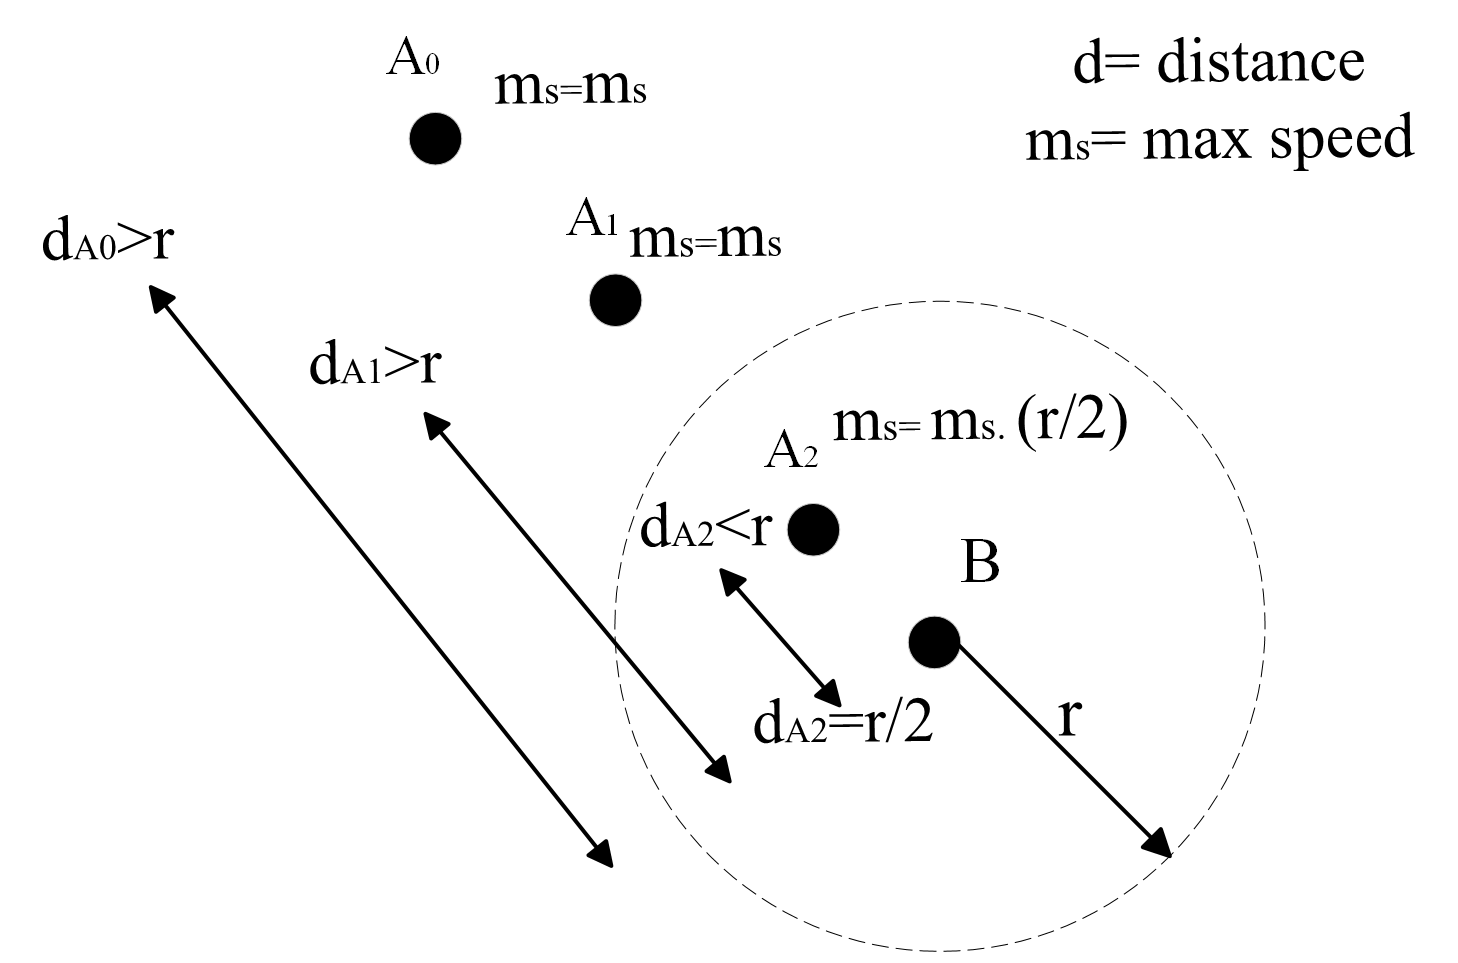 A0
ms=ms
d= distance
ms= max speed
A1
ms=ms
dA0>r
dA1>r
ms= ms. (r/2)
A2
dA2<r
B
dA2=r/2
r